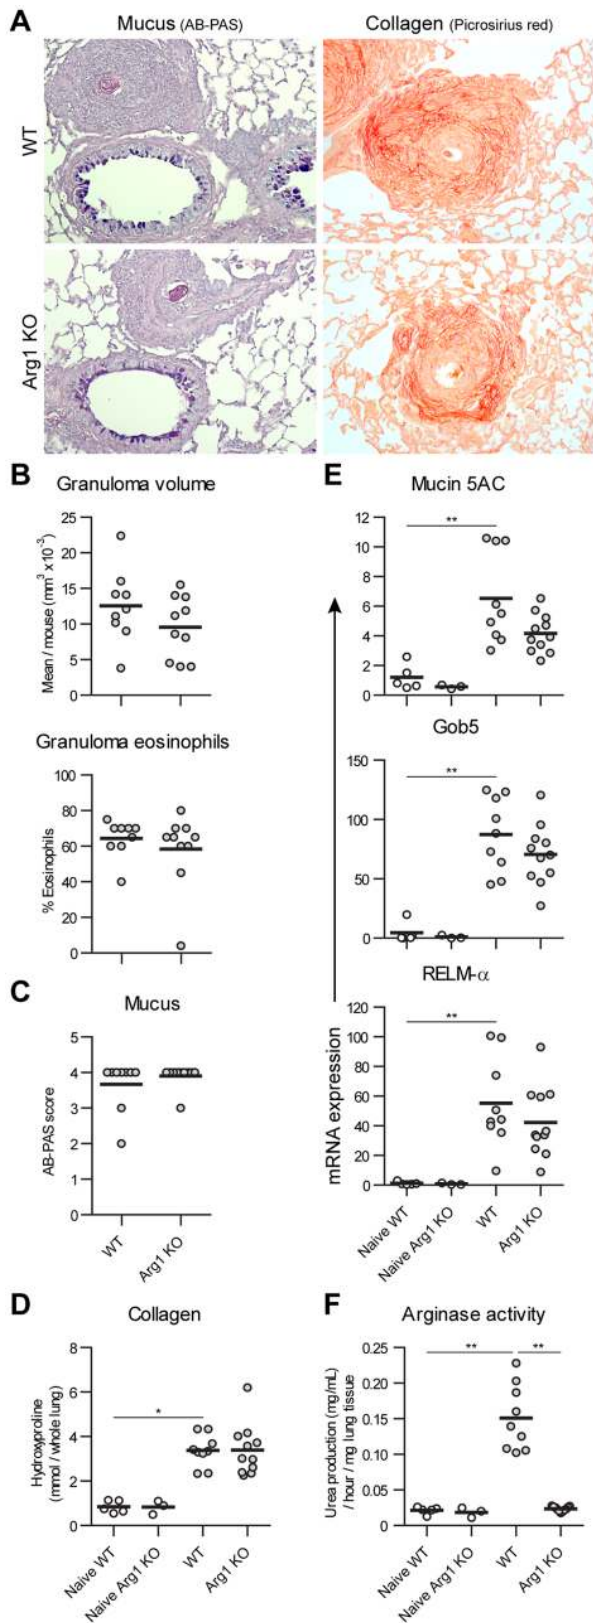 A
Mucus (AB-PAS)
Collagen (Picrosirius red)
WT
Arg1 KO
B
Granuloma volume
25
20
15
10
5
0
Mean / mouse (mm³ x10⁻³)
Granuloma eosinophils
100
80
60
40
20
0
% Eosinophils
C
Mucus
5
4
3
2
1
0
AB-PAS score
WT
Arg1 KO
D
Collagen
8
6
4
2
0
Hydroxyproline
(mmol / whole lung)
*
Naive WT
Naive Arg1 KO
WT
Arg1 KO
E
Mucin 5AC
12
10
8
6
4
2
0
**
Gob5
150
100
50
0
**
RELM-α
120
100
80
60
40
20
0
**
mRNA expression
Naive WT
Naive Arg1 KO
WT
Arg1 KO
F
Arginase activity
0.25
0.20
0.15
0.10
0.05
0.00
Urea production (mg/mL)
/ hour / mg lung tissue
**
**
Naive WT
Naive Arg1 KO
WT
Arg1 KO